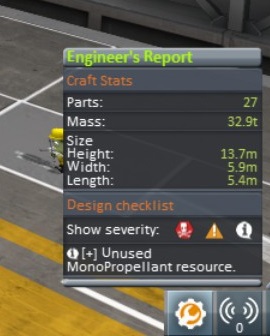 Engineer's Report
Craft Stats
Parts: 27
Mass: 32.9t
Size
Height: 13.7m
Width: 5.9m
Length: 5.4m
Design checklist
Show severity:
[+] Unused
MonoPropellant resource.
0